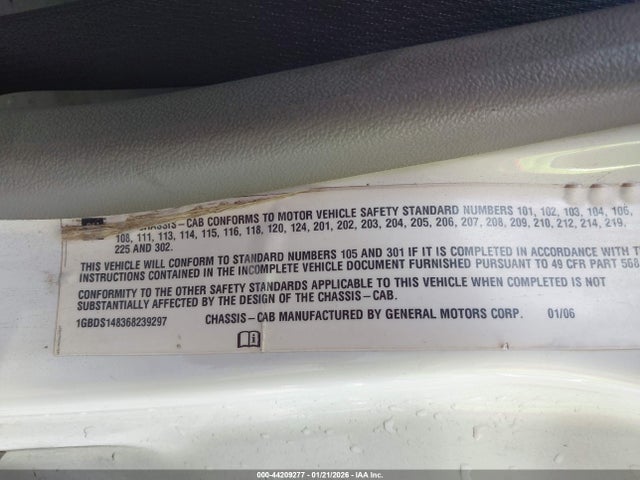 CHASSIS-CAB CONFORMS TO MOTOR VEHICLE SAFETY STANDARD NUMBERS 101, 102, 103, 104, 106,
108, 111, 113, 114, 115, 116, 118, 120, 124, 201, 202, 203, 204, 205, 206, 207, 208, 209, 210, 212, 214, 219,
225 AND 302.
THIS VEHICLE WILL CONFORM TO STANDARD NUMBERS 105 AND 301 IF IT IS COMPLETED IN ACCORDANCE WITH THE
INSTRUCTIONS CONTAINED IN THE INCOMPLETE VEHICLE DOCUMENT FURNISHED PURSUANT TO 49 CFR PART 568
CONFORMITY TO THE OTHER SAFETY STANDARDS APPLICABLE TO THIS VEHICLE WHEN COMPLETED IS NOT
SUBSTANTIALLY AFFECTED BY THE DESIGN OF THE CHASSIS-CAB.
1GBDS148368239297 CHASSIS-CAB MANUFACTURED BY GENERAL MOTORS CORP. 01/06
000-44209277 - 01/21/2026 - IAA Inc.